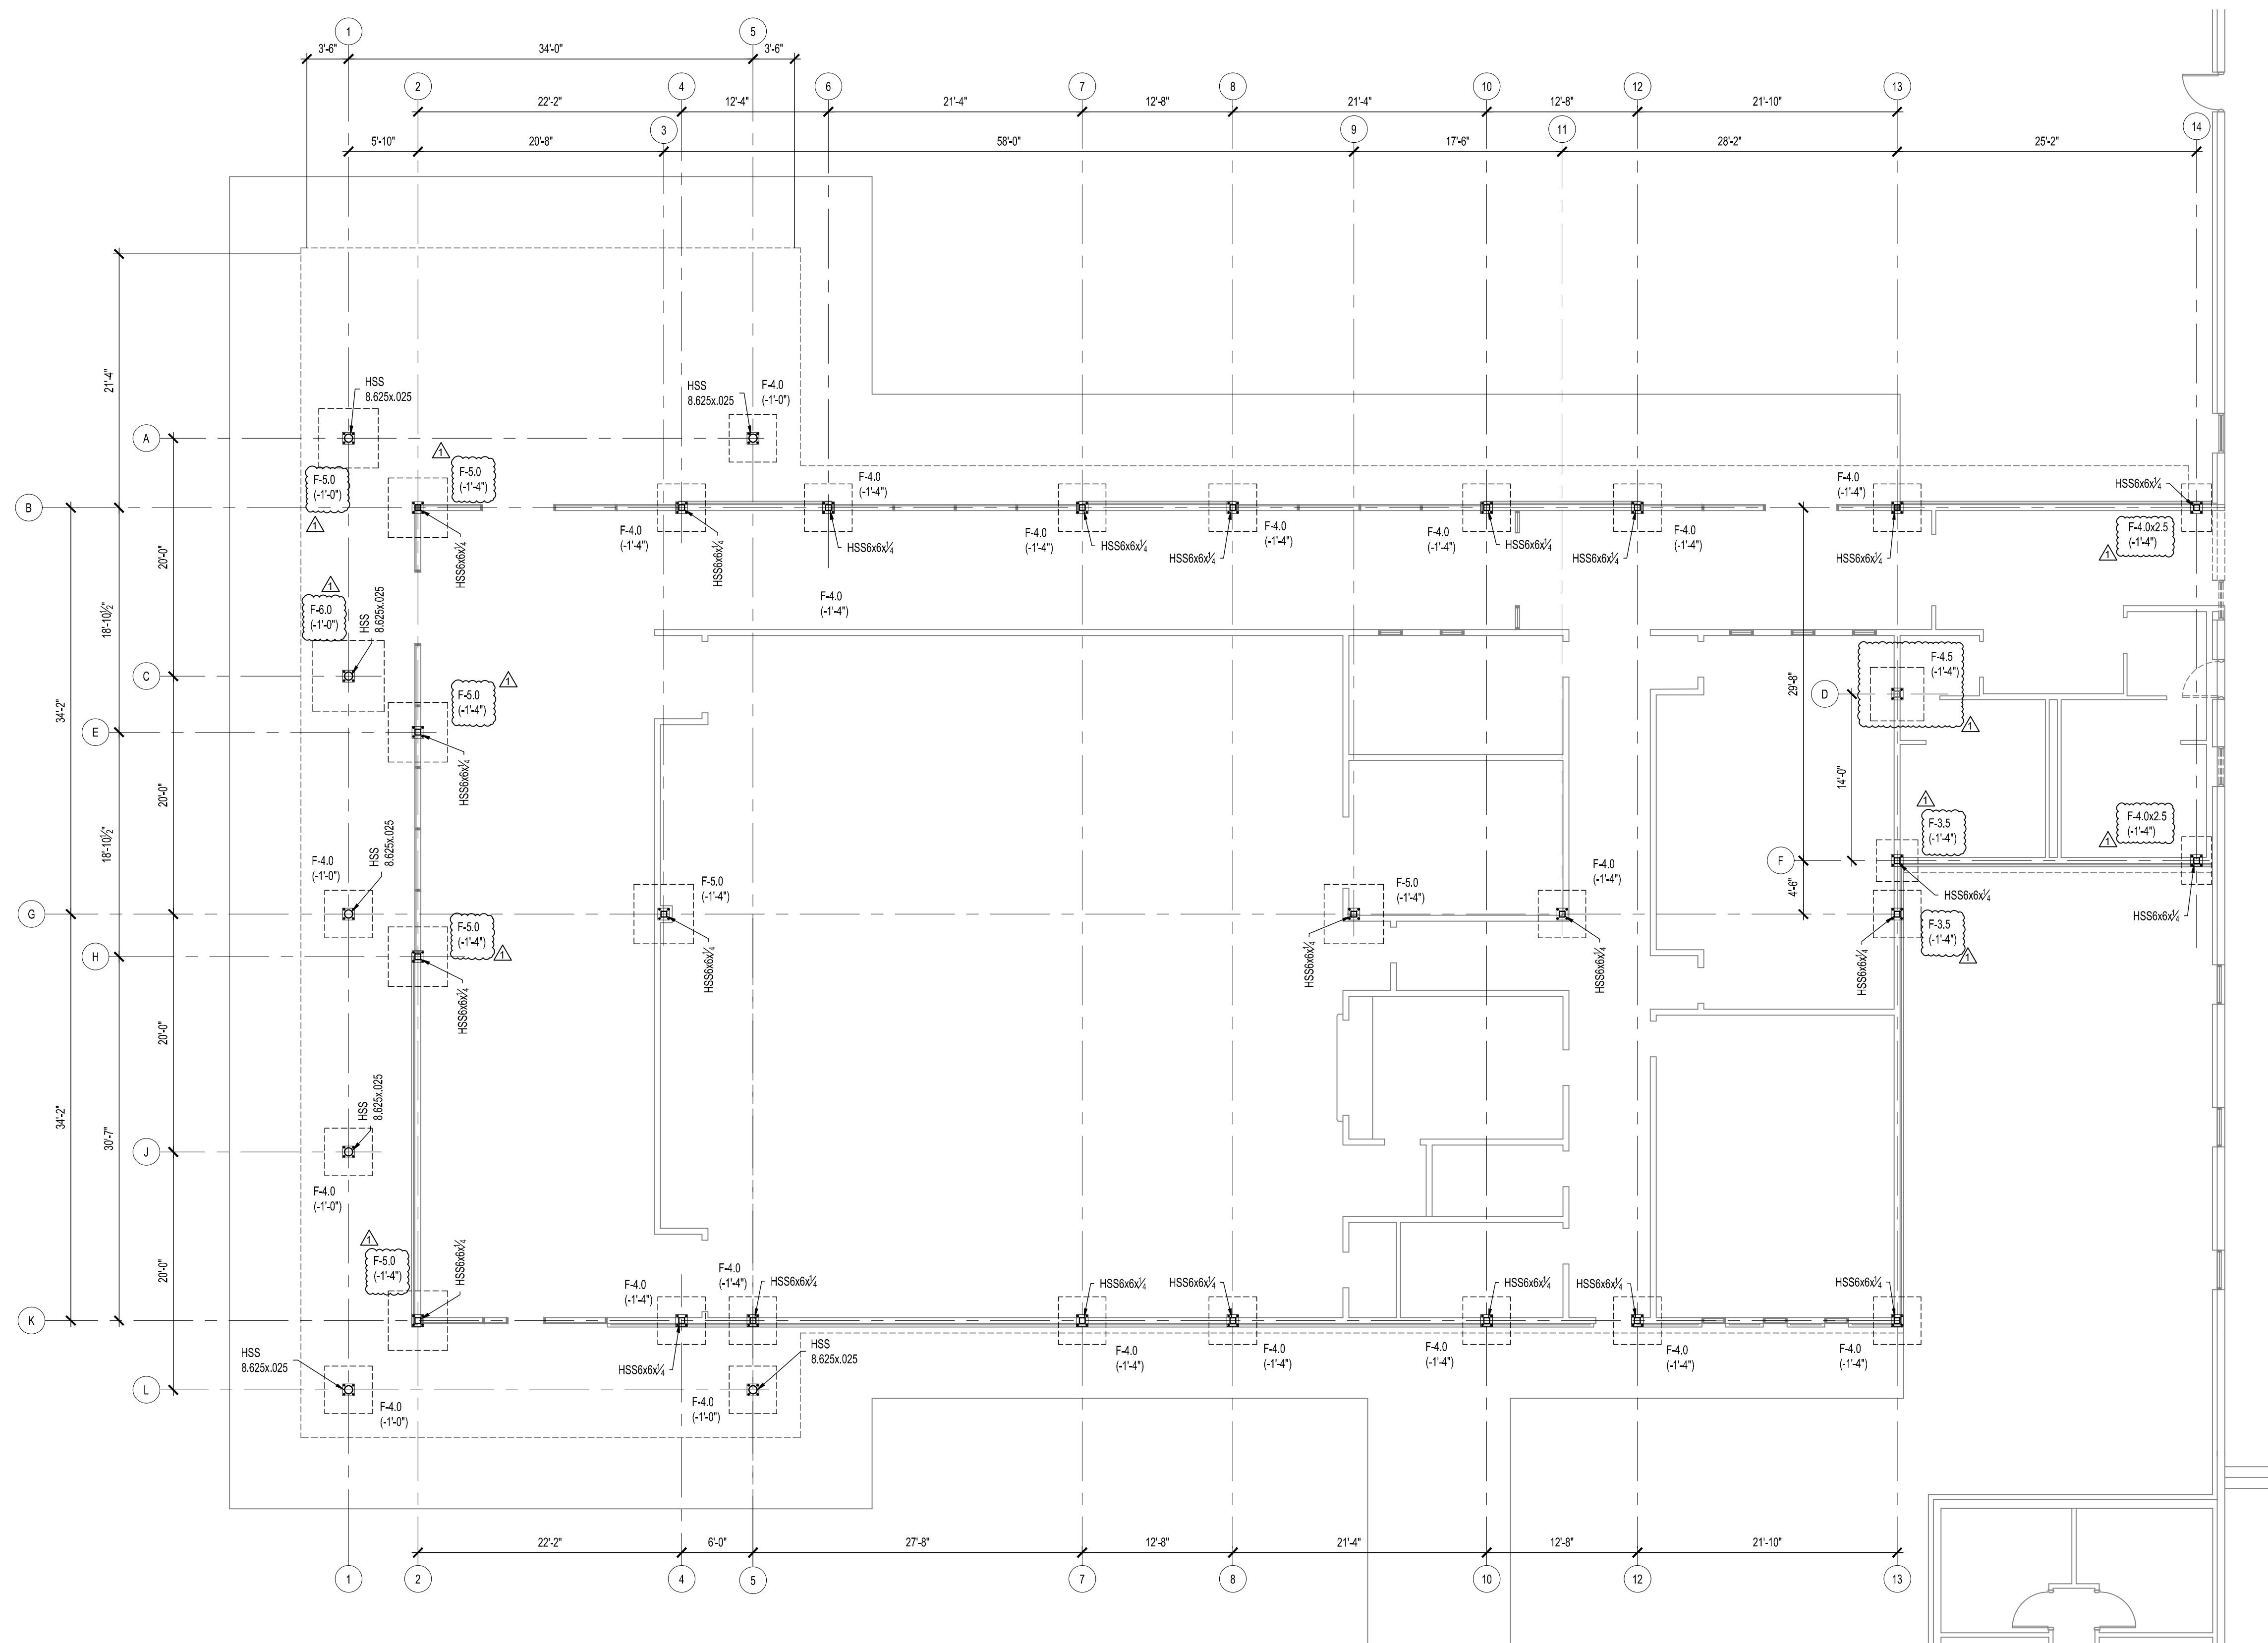 1
5
3'-6"
34'-0"
3'-6"
2
4
6
7
8
10
12
13
22'-2"
12'-4"
21'-4"
12'-8"
21'-4"
12'-8"
21'-10"
3
9
11
14
5'-10"
20'-8"
58'-0"
17'-6"
28'-2"
25'-2"
21'-4"
HSS
8.625x.025
HSS
8.625x.025
F-4.0
(-1'-0")
A
1
F-5.0
(-1'-0")
1
F-5.0
(-1'-4")
F-4.0
(-1'-4")
F-4.0
(-1'-4")
HSS6x6x1/4
B
F-4.0
(-1'-4")
HSS6x6x1/4
HSS6x6x1/4
HSS6x6x1/4
F-4.0
(-1'-4")
HSS6x6x1/4
HSS6x6x1/4
F-4.0
(-1'-4")
F-4.0
(-1'-4")
HSS6x6x1/4
HSS6x6x1/4
F-4.0
(-1'-4")
HSS6x6x1/4
F-4.0x2.5
(-1'-4")
1
20'-0"
1
F-6.0
(-1'-0")
HSS
8.625x.025
F-4.0
(-1'-4")
18'-10 1/2"
C
F-5.0
(-1'-4")
1
F-4.5
(-1'-4")
1
D
29'-8"
34'-2"
E
HSS6x6x1/4
14'-0"
20'-0"
18'-10 1/2"
F-4.0
(-1'-0")
HSS
8.625x.025
1
F-3.5
(-1'-4")
F-4.0x2.5
(-1'-4")
1
F
F-5.0
(-1'-4")
F-5.0
(-1'-4")
F-4.0
(-1'-4")
4'-6"
HSS6x6x1/4
HSS6x6x1/4
G
F-5.0
(-1'-4")
1
F-3.5
(-1'-4")
1
H
HSS6x6x1/4
HSS6x6x1/4
HSS6x6x1/4
HSS6x6x1/4
HSS6x6x1/4
20'-0"
34'-2"
30'-7"
HSS
8.625x.025
J
F-4.0
(-1'-0")
1
F-5.0
(-1'-4")
HSS6x6x1/4
20'-0"
F-4.0
(-1'-4")
F-4.0
(-1'-4")
HSS6x6x1/4
HSS6x6x1/4
HSS6x6x1/4
HSS6x6x1/4
HSS6x6x1/4
HSS6x6x1/4
K
HSS
8.625x.025
HSS6x6x1/4
HSS
8.625x.025
F-4.0
(-1'-4")
F-4.0
(-1'-4")
F-4.0
(-1'-4")
F-4.0
(-1'-4")
F-4.0
(-1'-4")
L
F-4.0
(-1'-0")
F-4.0
(-1'-0")
22'-2"
6'-0"
27'-8"
12'-8"
21'-4"
12'-8"
21'-10"
1
2
4
5
7
8
10
12
13